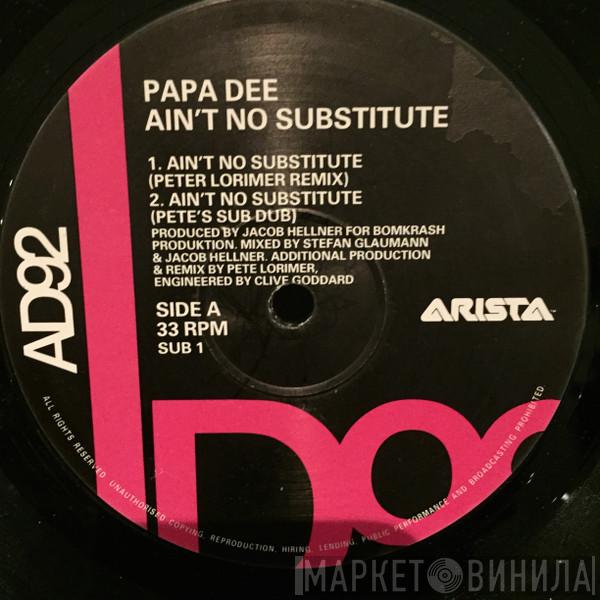 PAPA DEE
AIN'T NO SUBSTITUTE
1. AIN'T NO SUBSTITUTE
(PETER LORIMER REMIX)
2. AIN'T NO SUBSTITUTE
(PETE'S SUB DUB)
PRODUCED BY JACOB HELLNER FOR BOMKRASH
PRODUKTION. MIXED BY STEFAN GLAUMANN
& JACOB HELLNER. ADDITIONAL PRODUCTION
& REMIX BY PETE LORIMER,
ENGINEERED BY CLIVE GODDARD
SIDE A
33 RPM
SUB 1
ARISTA
AD92
D92
ALL RIGHTS RESERVED. UNAUTHORISED COPYING, REPRODUCTION, HIRING, LENDING, PUBLIC PERFORMANCE AND BROADCASTING PROHIBITED
МАРКЕТ ВИНИЛА